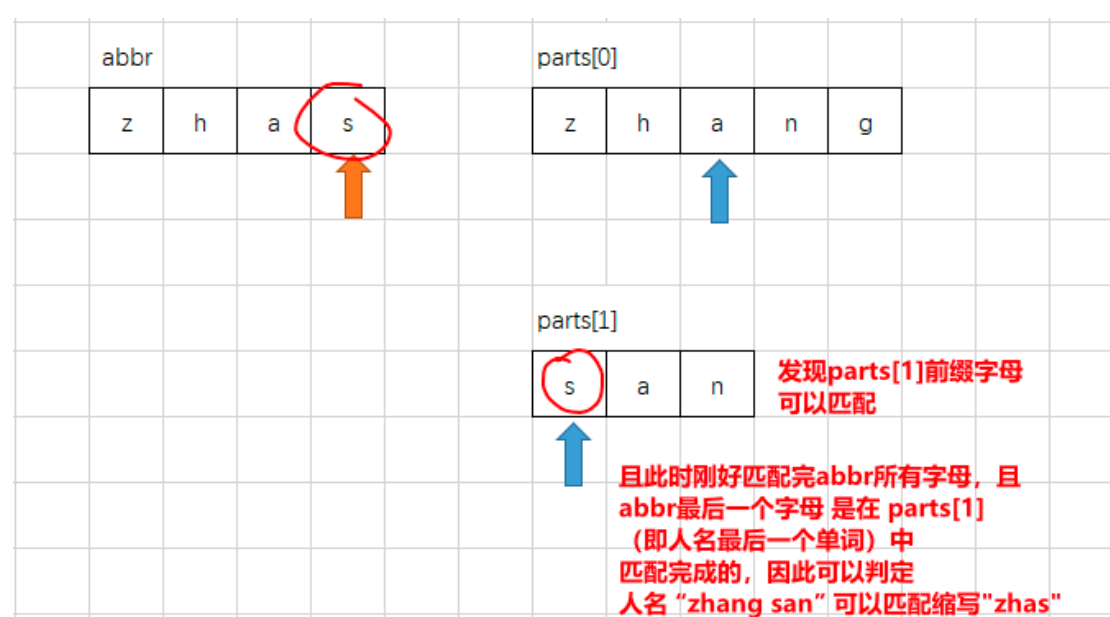 abbr
parts[0]
z h a s
z h a n g
parts[1]
s a n
发现parts[1]前缀字母
可以匹配
且此时刚好匹配完abbr所有字母，且
abbr最后一个字母 是在 parts[1]
（即人名最后一个单词）中
匹配完成的，因此可以判定
人名 “zhang san” 可以匹配缩写"zhas"